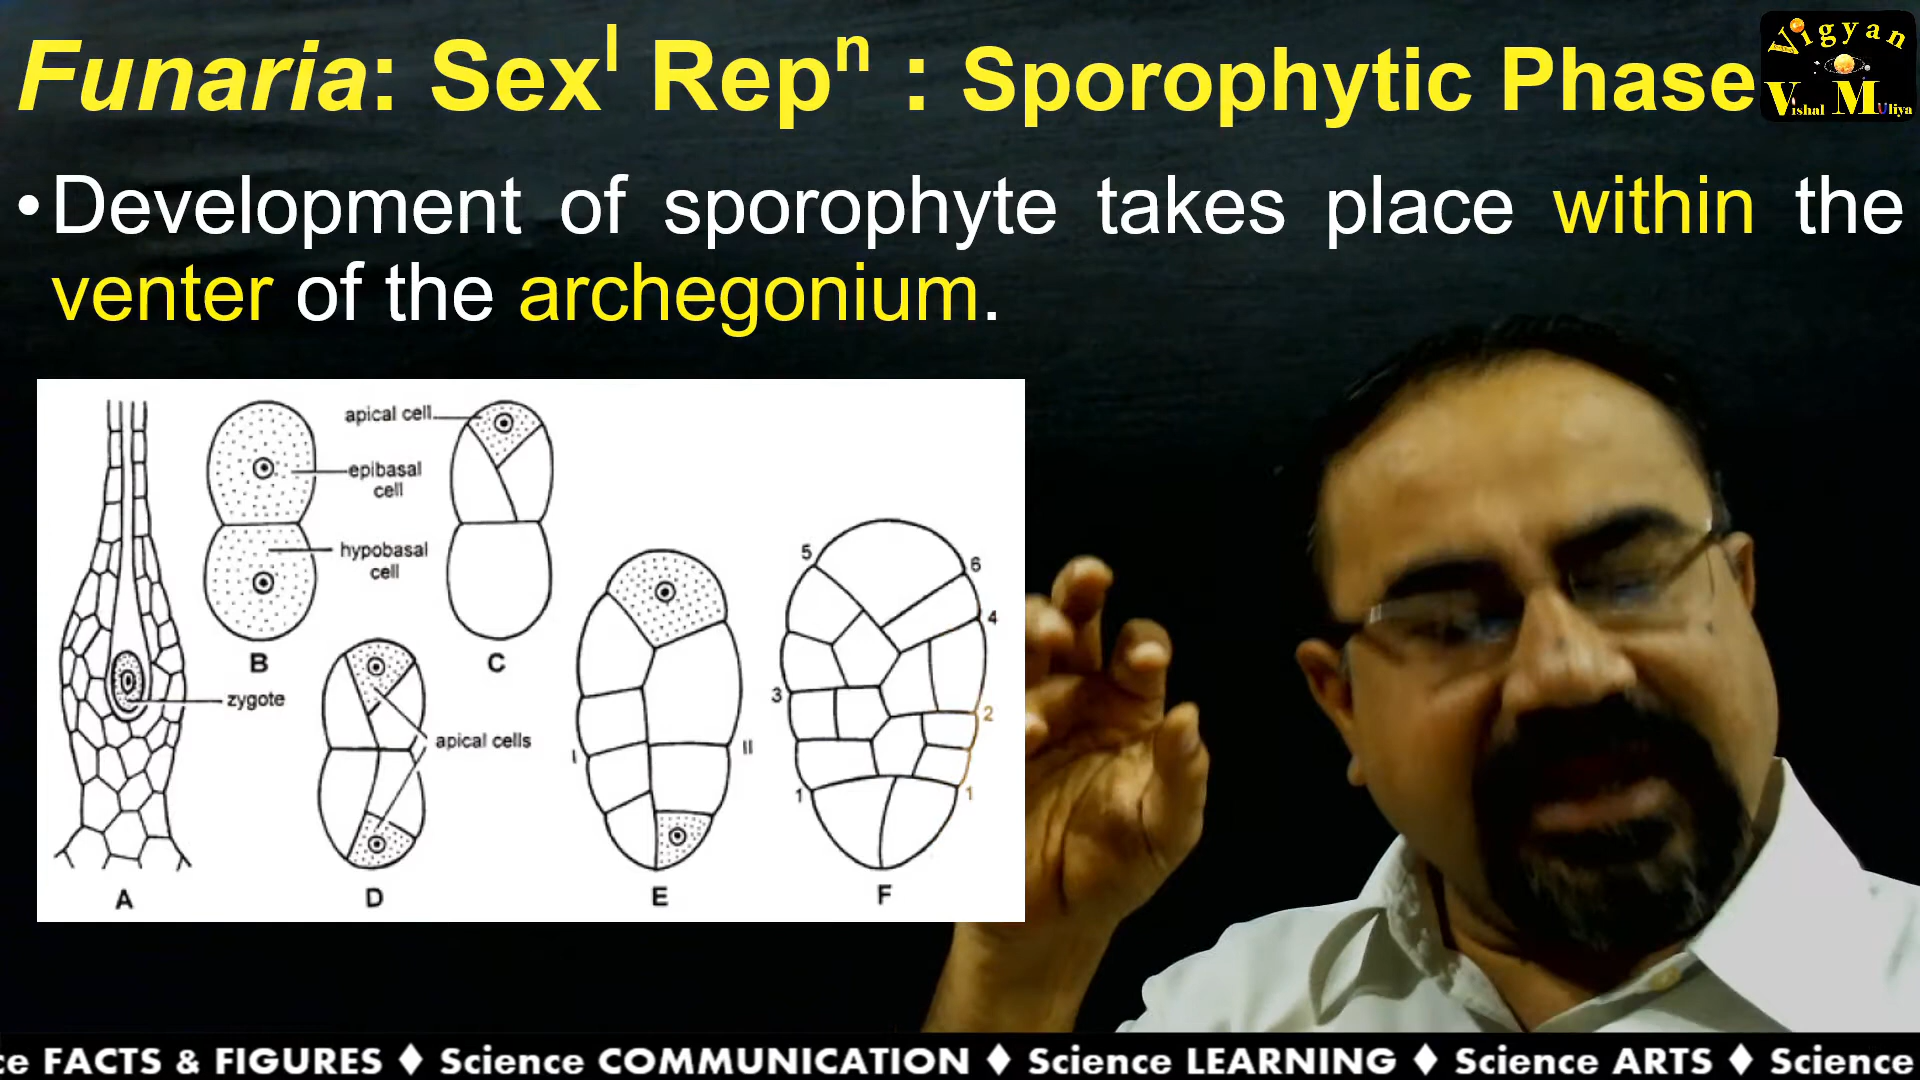 Funaria: Sexˡ Repⁿ : Sporophytic Phase
Vigyan
Vishal Muliya
•Development of sporophyte takes place within the
venter of the archegonium.
apical cell
epibasal
cell
hypobasal
cell
B
C
zygote
apical cells
A
D
I
II
E
5
6
4
3
2
1
1
F
ce FACTS & FIGURES ♦ Science COMMUNICATION ♦ Science LEARNING ♦ Science ARTS ♦ Science